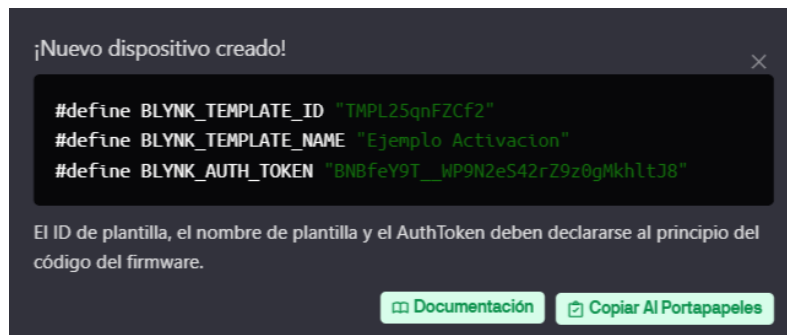 ¡Nuevo dispositivo creado!
#define BLYNK_TEMPLATE_ID "TMPL25qnFZCf2"
#define BLYNK_TEMPLATE_NAME "Ejemplo Activacion"
#define BLYNK_AUTH_TOKEN "BNBfeY9T__WP9N2eS42rZ9z0gMkhltJ8"
El ID de plantilla, el nombre de plantilla y el AuthToken deben declararse al principio del
código del firmware.
Documentación Copiar Al Portapapeles